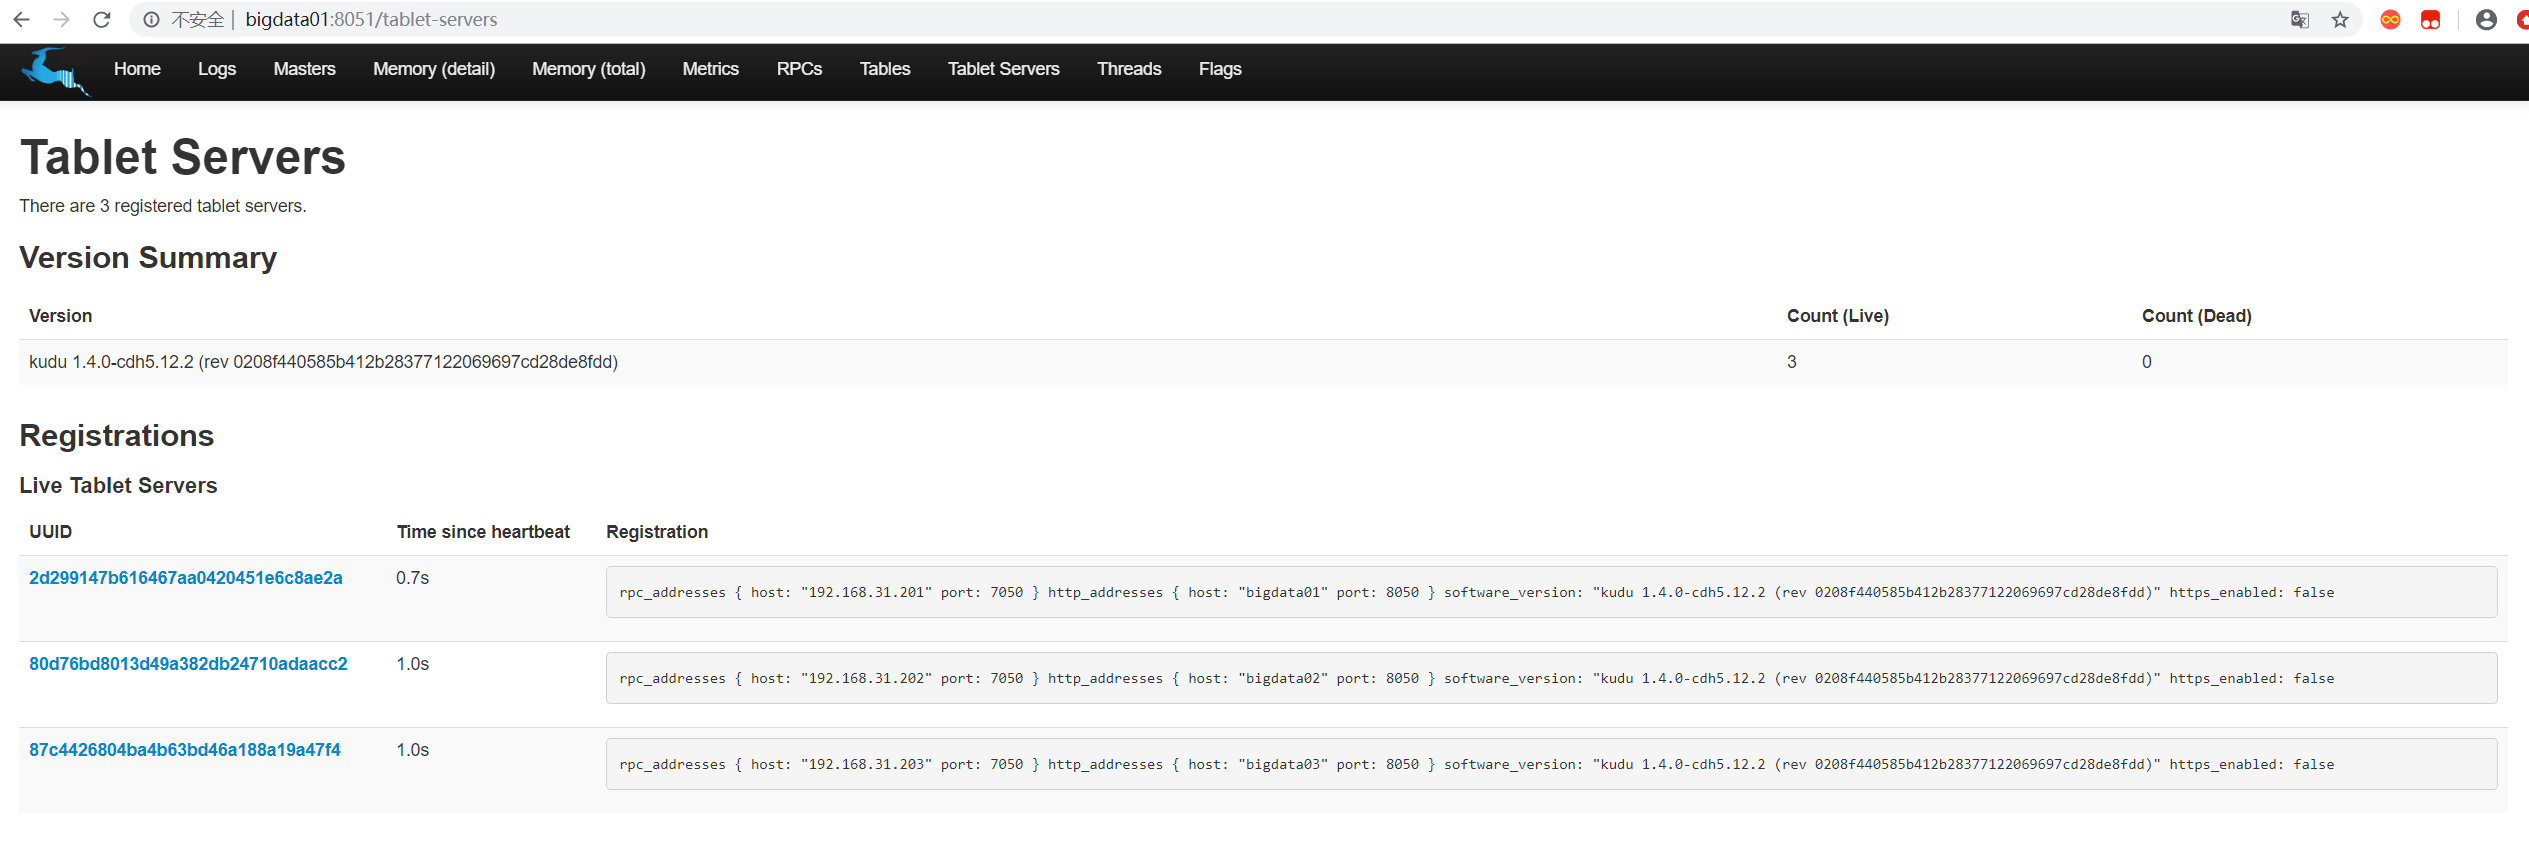 不安全 bigdata01:8051/tablet-servers
Home Logs Masters Memory (detail) Memory (total) Metrics RPCs Tables Tablet Servers Threads Flags
Tablet Servers
There are 3 registered tablet servers.
Version Summary
Version Count (Live) Count (Dead)
kudu 1.4.0-cdh5.12.2 (rev 0208f440585b412b28377122069697cd28de8fdd) 3 0
Registrations
Live Tablet Servers
UUID Time since heartbeat Registration
2d299147b616467aa0420451e6c8ae2a 0.7s rpc_addresses { host: "192.168.31.201" port: 7050 } http_addresses { host: "bigdata01" port: 8050 } software_version: "kudu 1.4.0-cdh5.12.2 (rev 0208f440585b412b28377122069697cd28de8fdd)" https_enabled: false
80d76bd8013d49a382db24710adaacc2 1.0s rpc_addresses { host: "192.168.31.202" port: 7050 } http_addresses { host: "bigdata02" port: 8050 } software_version: "kudu 1.4.0-cdh5.12.2 (rev 0208f440585b412b28377122069697cd28de8fdd)" https_enabled: false
87c4426804ba4b63bd46a188a19a47f4 1.0s rpc_addresses { host: "192.168.31.203" port: 7050 } http_addresses { host: "bigdata03" port: 8050 } software_version: "kudu 1.4.0-cdh5.12.2 (rev 0208f440585b412b28377122069697cd28de8fdd)" https_enabled: false